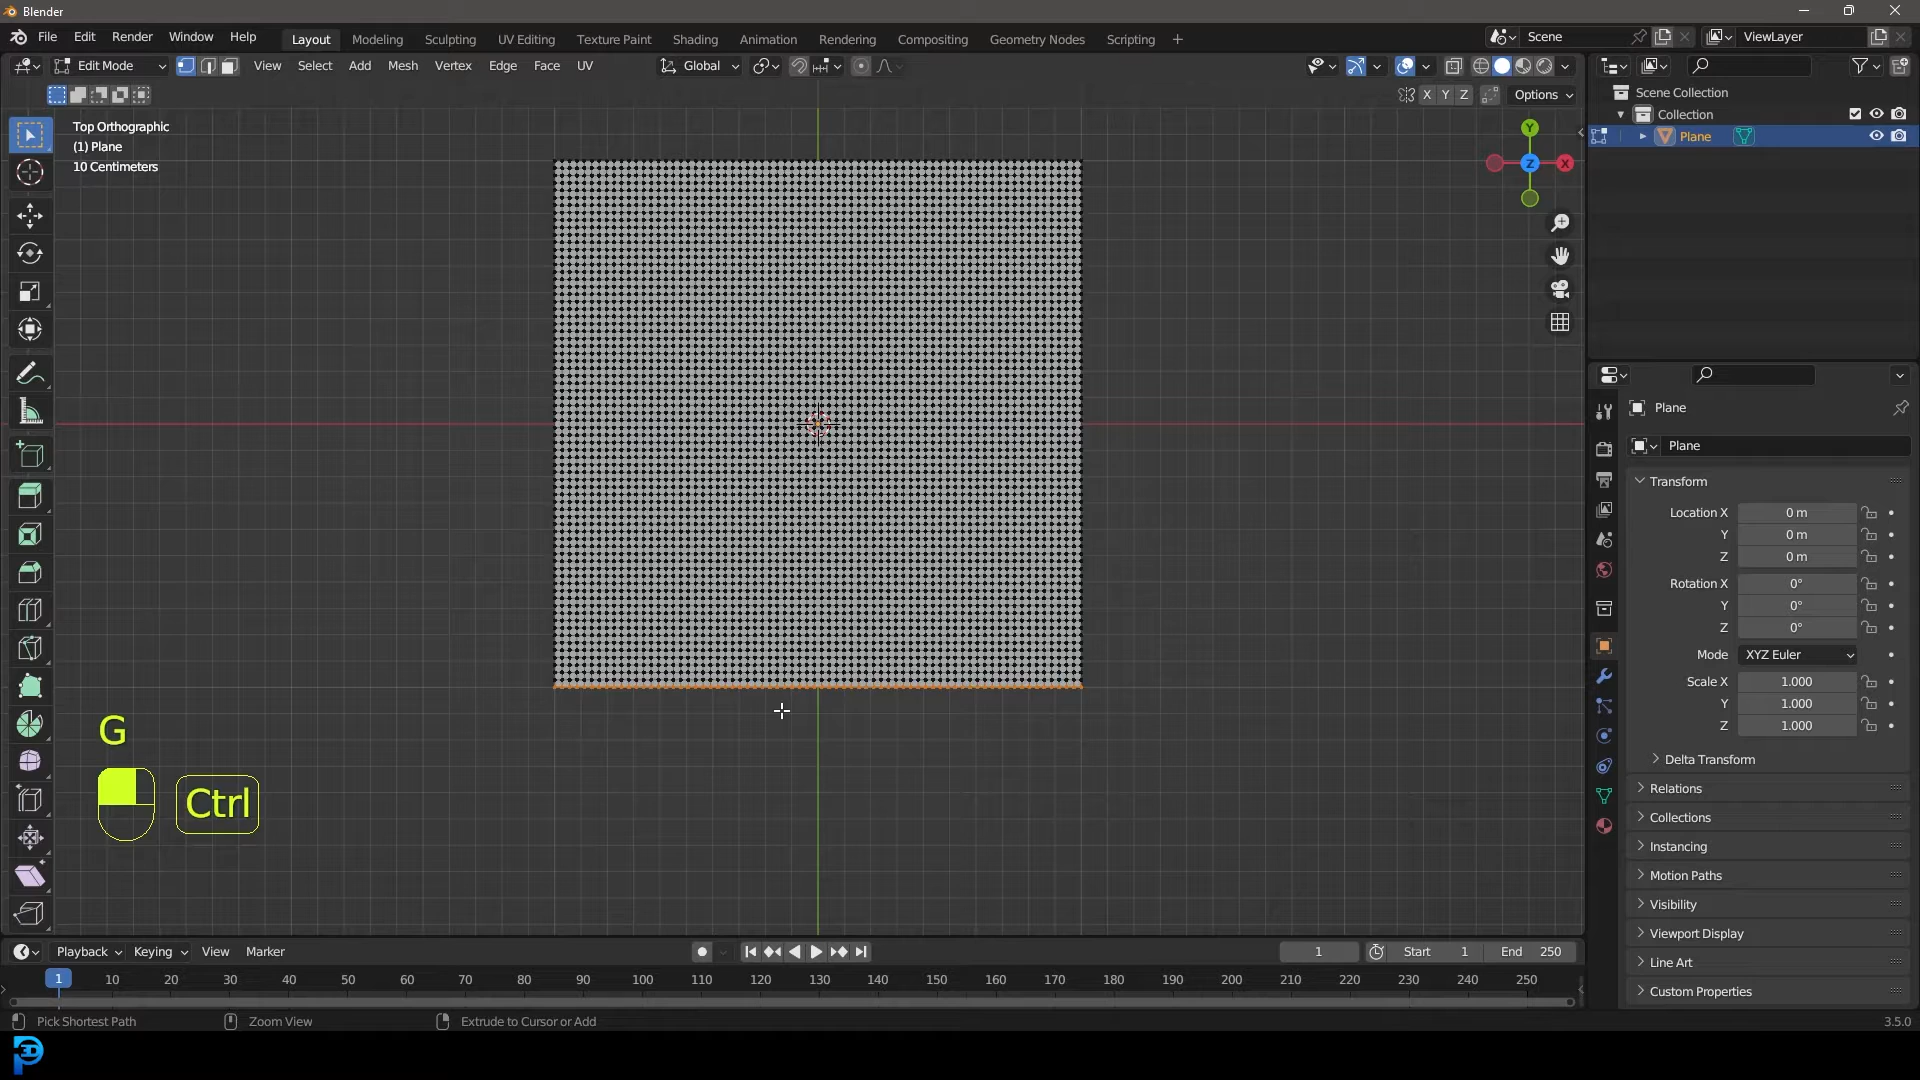 Blender
File Edit Render Window Help Layout Modeling Sculpting UV Editing Texture Paint Shading Animation Rendering Compositing Geometry Nodes Scripting + Scene ViewLayer
Edit Mode View Select Add Mesh Vertex Edge Face UV Global
X Y Z Options
Scene Collection
Collection
Plane
Top Orthographic
(1) Plane
10 Centimeters
Y
Z
X
Plane
Plane
Transform
Location X 0 m
Y 0 m
Z 0 m
Rotation X 0°
Y 0°
Z 0°
Mode XYZ Euler
Scale X 1.000
Y 1.000
Z 1.000
Delta Transform
Relations
Collections
Instancing
Motion Paths
Visibility
Viewport Display
Line Art
Custom Properties
G
Ctrl
Playback Keying View Marker 1 Start 1 End 250
1 10 20 30 40 50 60 70 80 90 100 110 120 130 140 150 160 170 180 190 200 210 220 230 240 250
Pick Shortest Path Zoom View Extrude to Cursor or Add 3.5.0